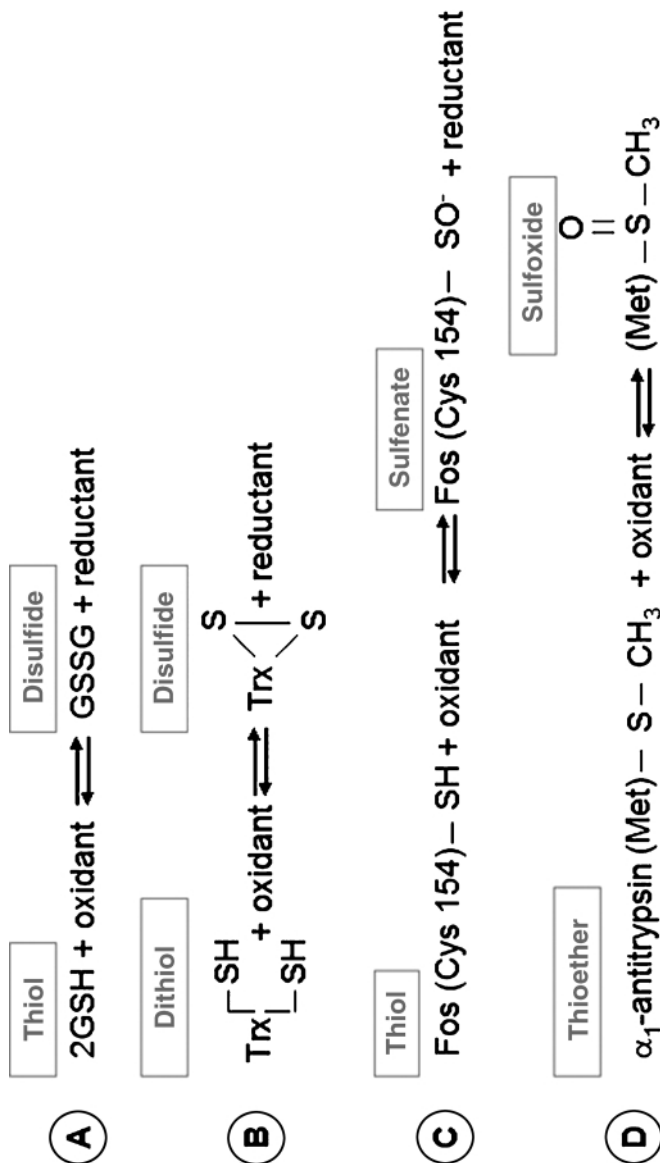 Thiol Disulfide
A 2GSH + oxidant ⇌ GSSG + reductant
Dithiol Disulfide
SH S
B Trx + oxidant ⇌ Trx + reductant
SH S
Thiol Sulfenate
C Fos (Cys 154)– SH + oxidant ⇌ Fos (Cys 154)– SO⁻ + reductant
Thioether Sulfoxide
O
D α₁-antitrypsin (Met)– S – CH₃ + oxidant ⇌ (Met) – S – CH₃